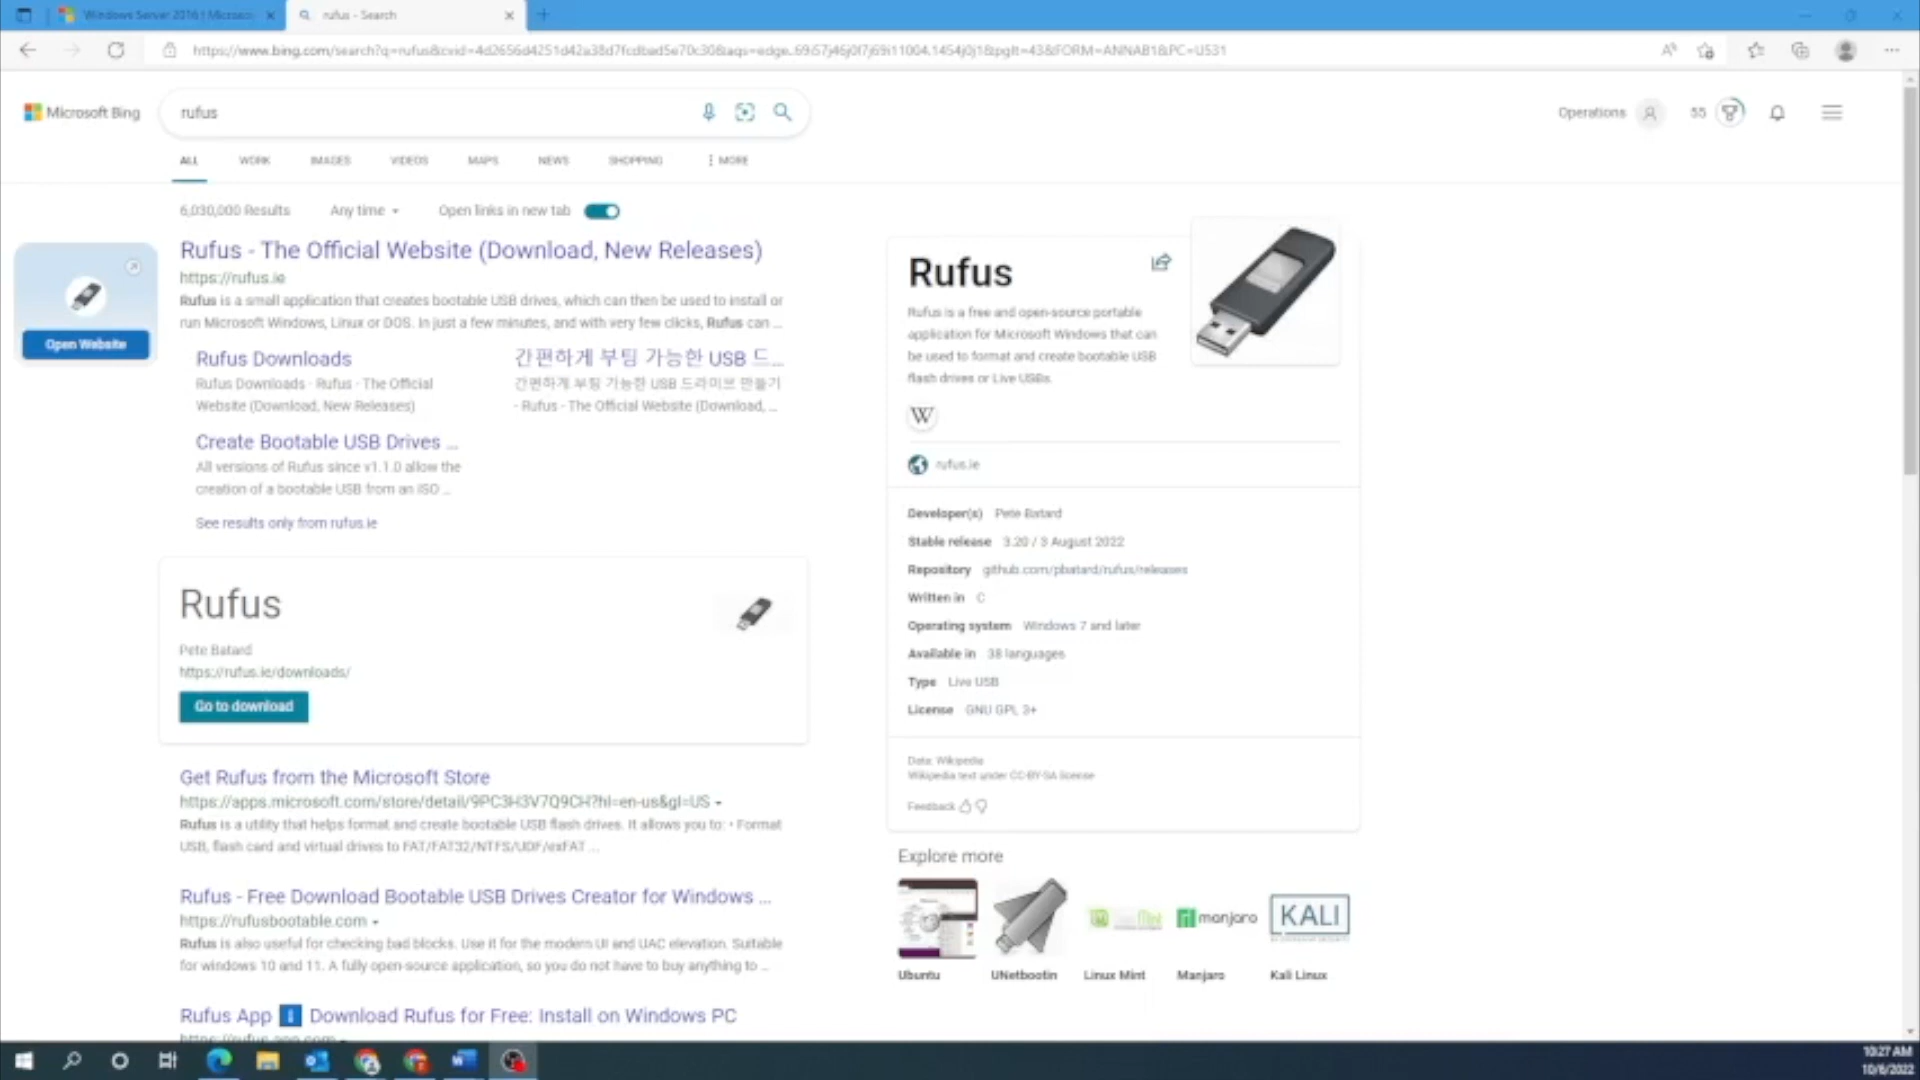 Windows Server 2016 | Microso
rufus - Search
https://www.bing.com/search?q=rufus&cvid=4d2656d4251d42a38d7fcdbad5e70c30&aqs=edge..69i57j46j0l7j69i11004.1454j0j1&pglt=43&FORM=ANNAB1&PC=U531
Microsoft Bing
rufus
Operations
55
ALL
WORK
IMAGES
VIDEOS
MAPS
NEWS
SHOPPING
MORE
6,030,000 Results
Any time
Open links in new tab
Open Website
Rufus - The Official Website (Download, New Releases)
https://rufus.ie
Rufus is a small application that creates bootable USB drives, which can then be used to install or
run Microsoft Windows, Linux or DOS. In just a few minutes, and with very few clicks, Rufus can ...
Rufus Downloads
Rufus Downloads · Rufus - The Official
Website (Download, New Releases)
간편하게 부팅 가능한 USB 드...
간편하게 부팅 가능한 USB 드라이브 만들기
- Rufus - The Official Website (Download, ...
Create Bootable USB Drives ...
All versions of Rufus since v1.1.0 allow the
creation of a bootable USB from an ISO ...
See results only from rufus.ie
Rufus
Pete Batard
https://rufus.ie/downloads/
Go to download
Get Rufus from the Microsoft Store
https://apps.microsoft.com/store/detail/9PC3H3V7Q9CH?hl=en-us&gl=US
Rufus is a utility that helps format and create bootable USB flash drives. It allows you to: • Format
USB, flash card and virtual drives to FAT/FAT32/NTFS/UDF/exFAT ...
Rufus - Free Download Bootable USB Drives Creator for Windows ...
https://rufusbootable.com
Rufus is also useful for checking bad blocks. Use it for the modern UI and UAC elevation. Suitable
for windows 10 and 11. A fully open-source application, so you do not have to buy anything to ...
Rufus App ℹ️ Download Rufus for Free: Install on Windows PC
https://rufus-app.com
Rufus
Rufus is a free and open-source portable
application for Microsoft Windows that can
be used to format and create bootable USB
flash drives or Live USBs.
W
rufus.ie
Developer(s) Pete Batard
Stable release 3.20 / 3 August 2022
Repository github.com/pbatard/rufus/releases
Written in C
Operating system Windows 7 and later
Available in 38 languages
Type Live USB
License GNU GPL 3+
Data: Wikipedia
Wikipedia text under CC-BY-SA license
Feedback
Explore more
manjaro
KALI
Ubuntu
UNetbootin
Linux Mint
Manjaro
Kali Linux
10:27 AM
10/6/2022